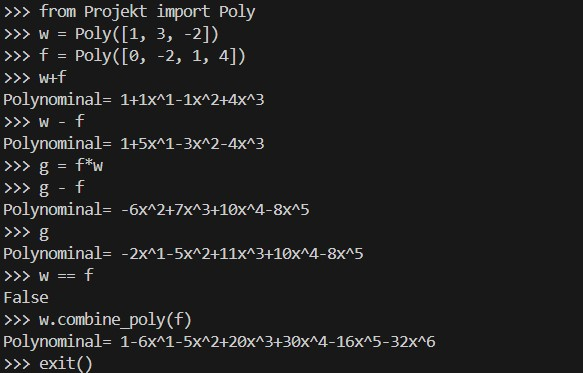 >>> from Projekt import Poly
>>> w = Poly([1, 3, -2])
>>> f = Poly([0, -2, 1, 4])
>>> w+f
Polynominal= 1+1x^1-1x^2+4x^3
>>> w - f
Polynominal= 1+5x^1-3x^2-4x^3
>>> g = f*w
>>> g - f
Polynominal= -6x^2+7x^3+10x^4-8x^5
>>> g
Polynominal= -2x^1-5x^2+11x^3+10x^4-8x^5
>>> w == f
False
>>> w.combine_poly(f)
Polynominal= 1-6x^1-5x^2+20x^3+30x^4-16x^5-32x^6
>>> exit()